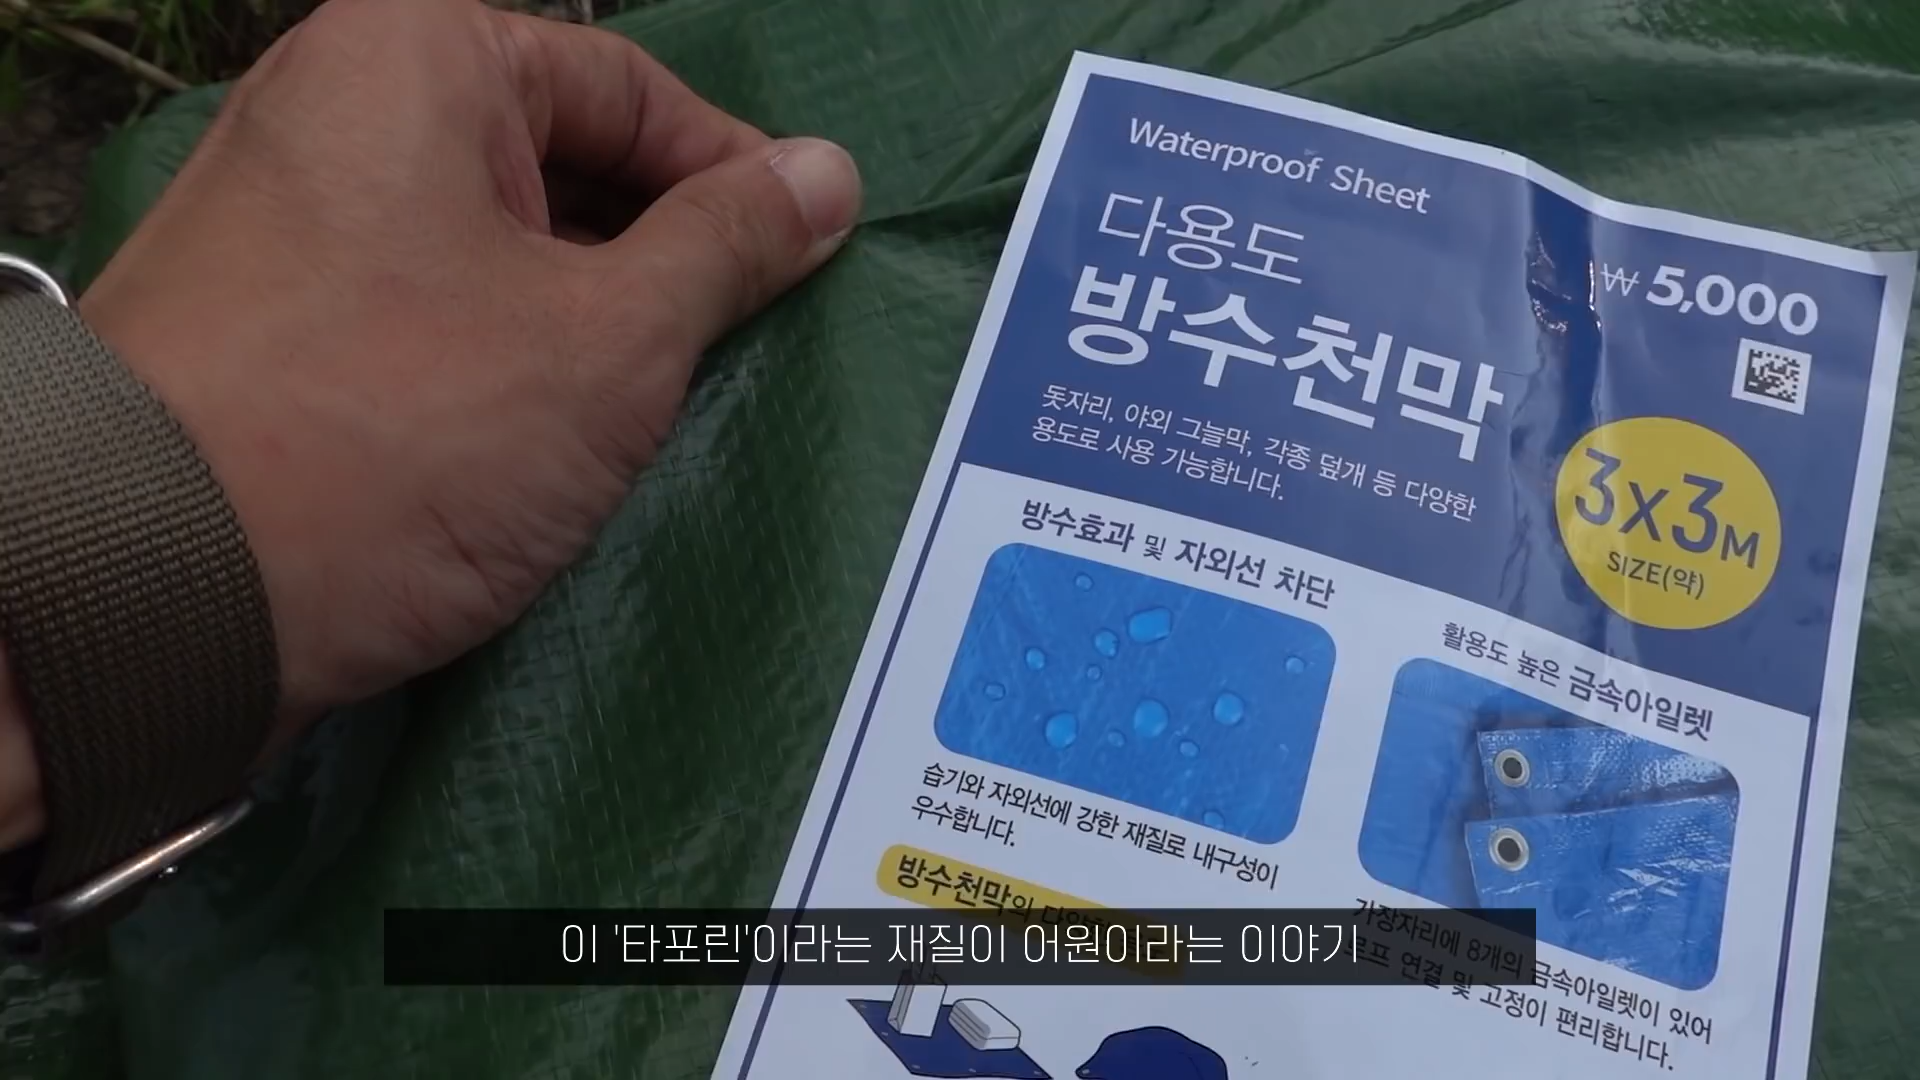 Waterproof Sheet
다용도
방수천막
₩ 5,000
돗자리, 야외 그늘막, 각종 덮개 등 다양한
용도로 사용 가능합니다.
3x3M
SIZE(약)
방수효과 및 자외선 차단
습기와 자외선에 강한 재질로 내구성이
우수합니다.
활용도 높은 금속아일렛
가장자리에 8개의 금속아일렛이 있어
로프 연결 및 고정이 편리합니다.
방수천막의
이 '타포린'이라는 재질이 어원이라는 이야기